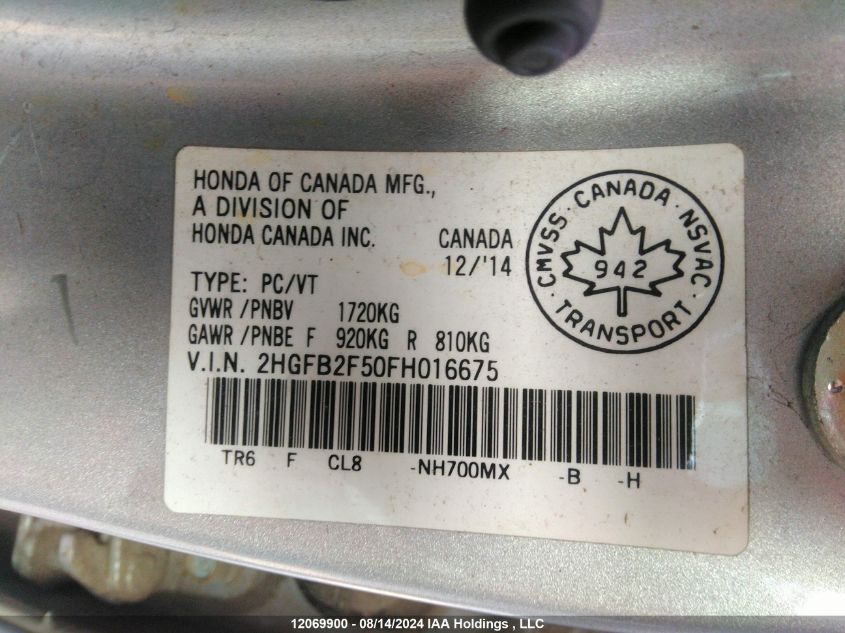 HONDA OF CANADA MFG.,
A DIVISION OF
HONDA CANADA INC. CANADA
12/'14
CMVSS · CANADA · NSVAC · TRANSPORT ·
942
TYPE: PC/VT
GVWR /PNBV 1720KG
GAWR /PNBE F 920KG R 810KG
V.I.N. 2HGFB2F50FH016675
TR6 F CL8 -NH700MX -B -H
12069900 - 08/14/2024 IAA Holdings , LLC